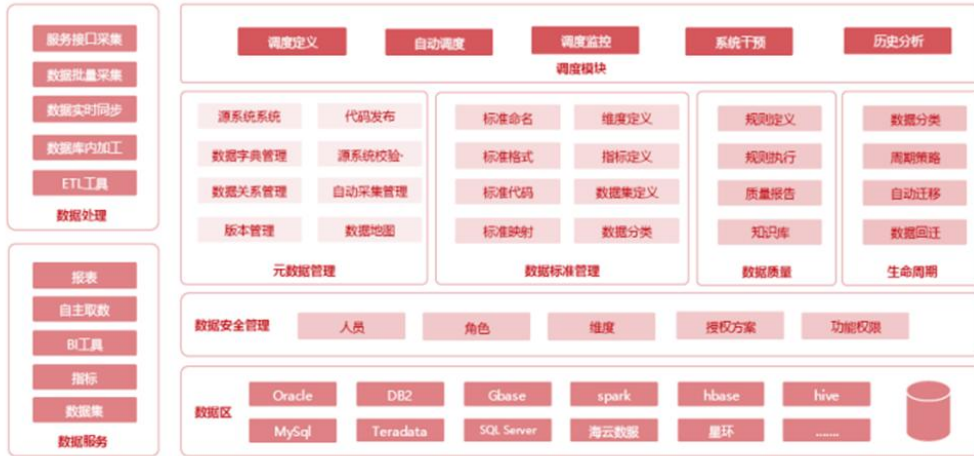 服务接口采集
数据批量采集
数据实时同步
数据库内加工
ETL工具
数据处理
报表
自主取数
BI工具
指标
数据集
数据服务
调度定义 自动调度 调度监控 系统干预 历史分析
调度模块
源系统系统 代码发布
数据字典管理 源系统校验·
数据关系管理 自动采集管理
版本管理 数据地图
元数据管理
标准命名 维度定义
标准格式 指标定义
标准代码 数据集定义
标准映射 数据分类
数据标准管理
规则定义
规则执行
质量报告
知识库
数据质量
数据分类
周期策略
自动迁移
数据回迁
生命周期
数据安全管理 人员 角色 维度 授权方案 功能权限
数据区
Oracle DB2 Gbase spark hbase hive
MySql Teradata SQL Server 海云数服 星环 .......